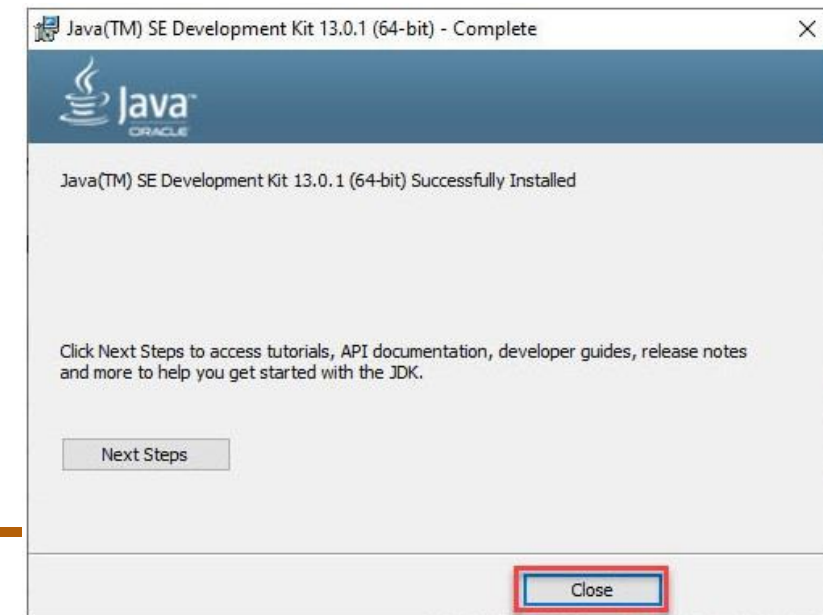 Java(TM) SE Development Kit 13.0.1 (64-bit) - Complete
Java™
ORACLE
Java(TM) SE Development Kit 13.0.1 (64-bit) Successfully Installed
Click Next Steps to access tutorials, API documentation, developer guides, release notes
and more to help you get started with the JDK.
Next Steps
Close